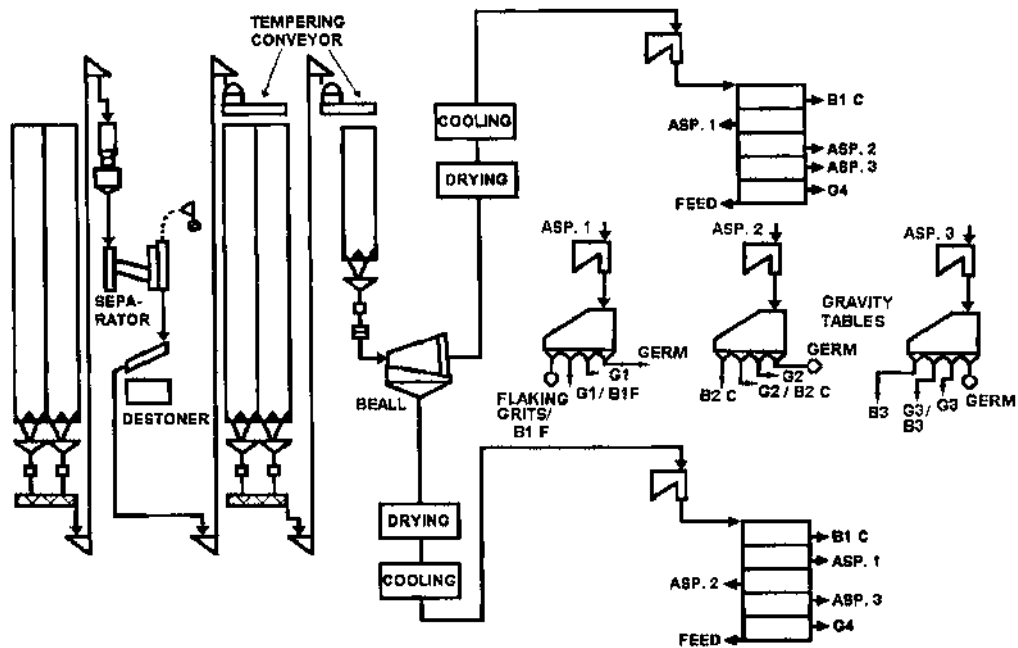 TEMPERING
CONVEYOR
COOLING
DRYING
B1 C
ASP. 1
ASP. 2
ASP. 3
G4
FEED
SEPA-
RATOR
DESTONER
BEALL
ASP. 1
ASP. 2
ASP. 3
GRAVITY
TABLES
GERM
G1
G1/ B1F
FLAKING
GRITS/
B1 F
GERM
G2
G2 / B2 C
B2 C
B3
G3/
B3
G3
GERM
DRYING
COOLING
B1 C
ASP. 1
ASP. 2
ASP. 3
G4
FEED